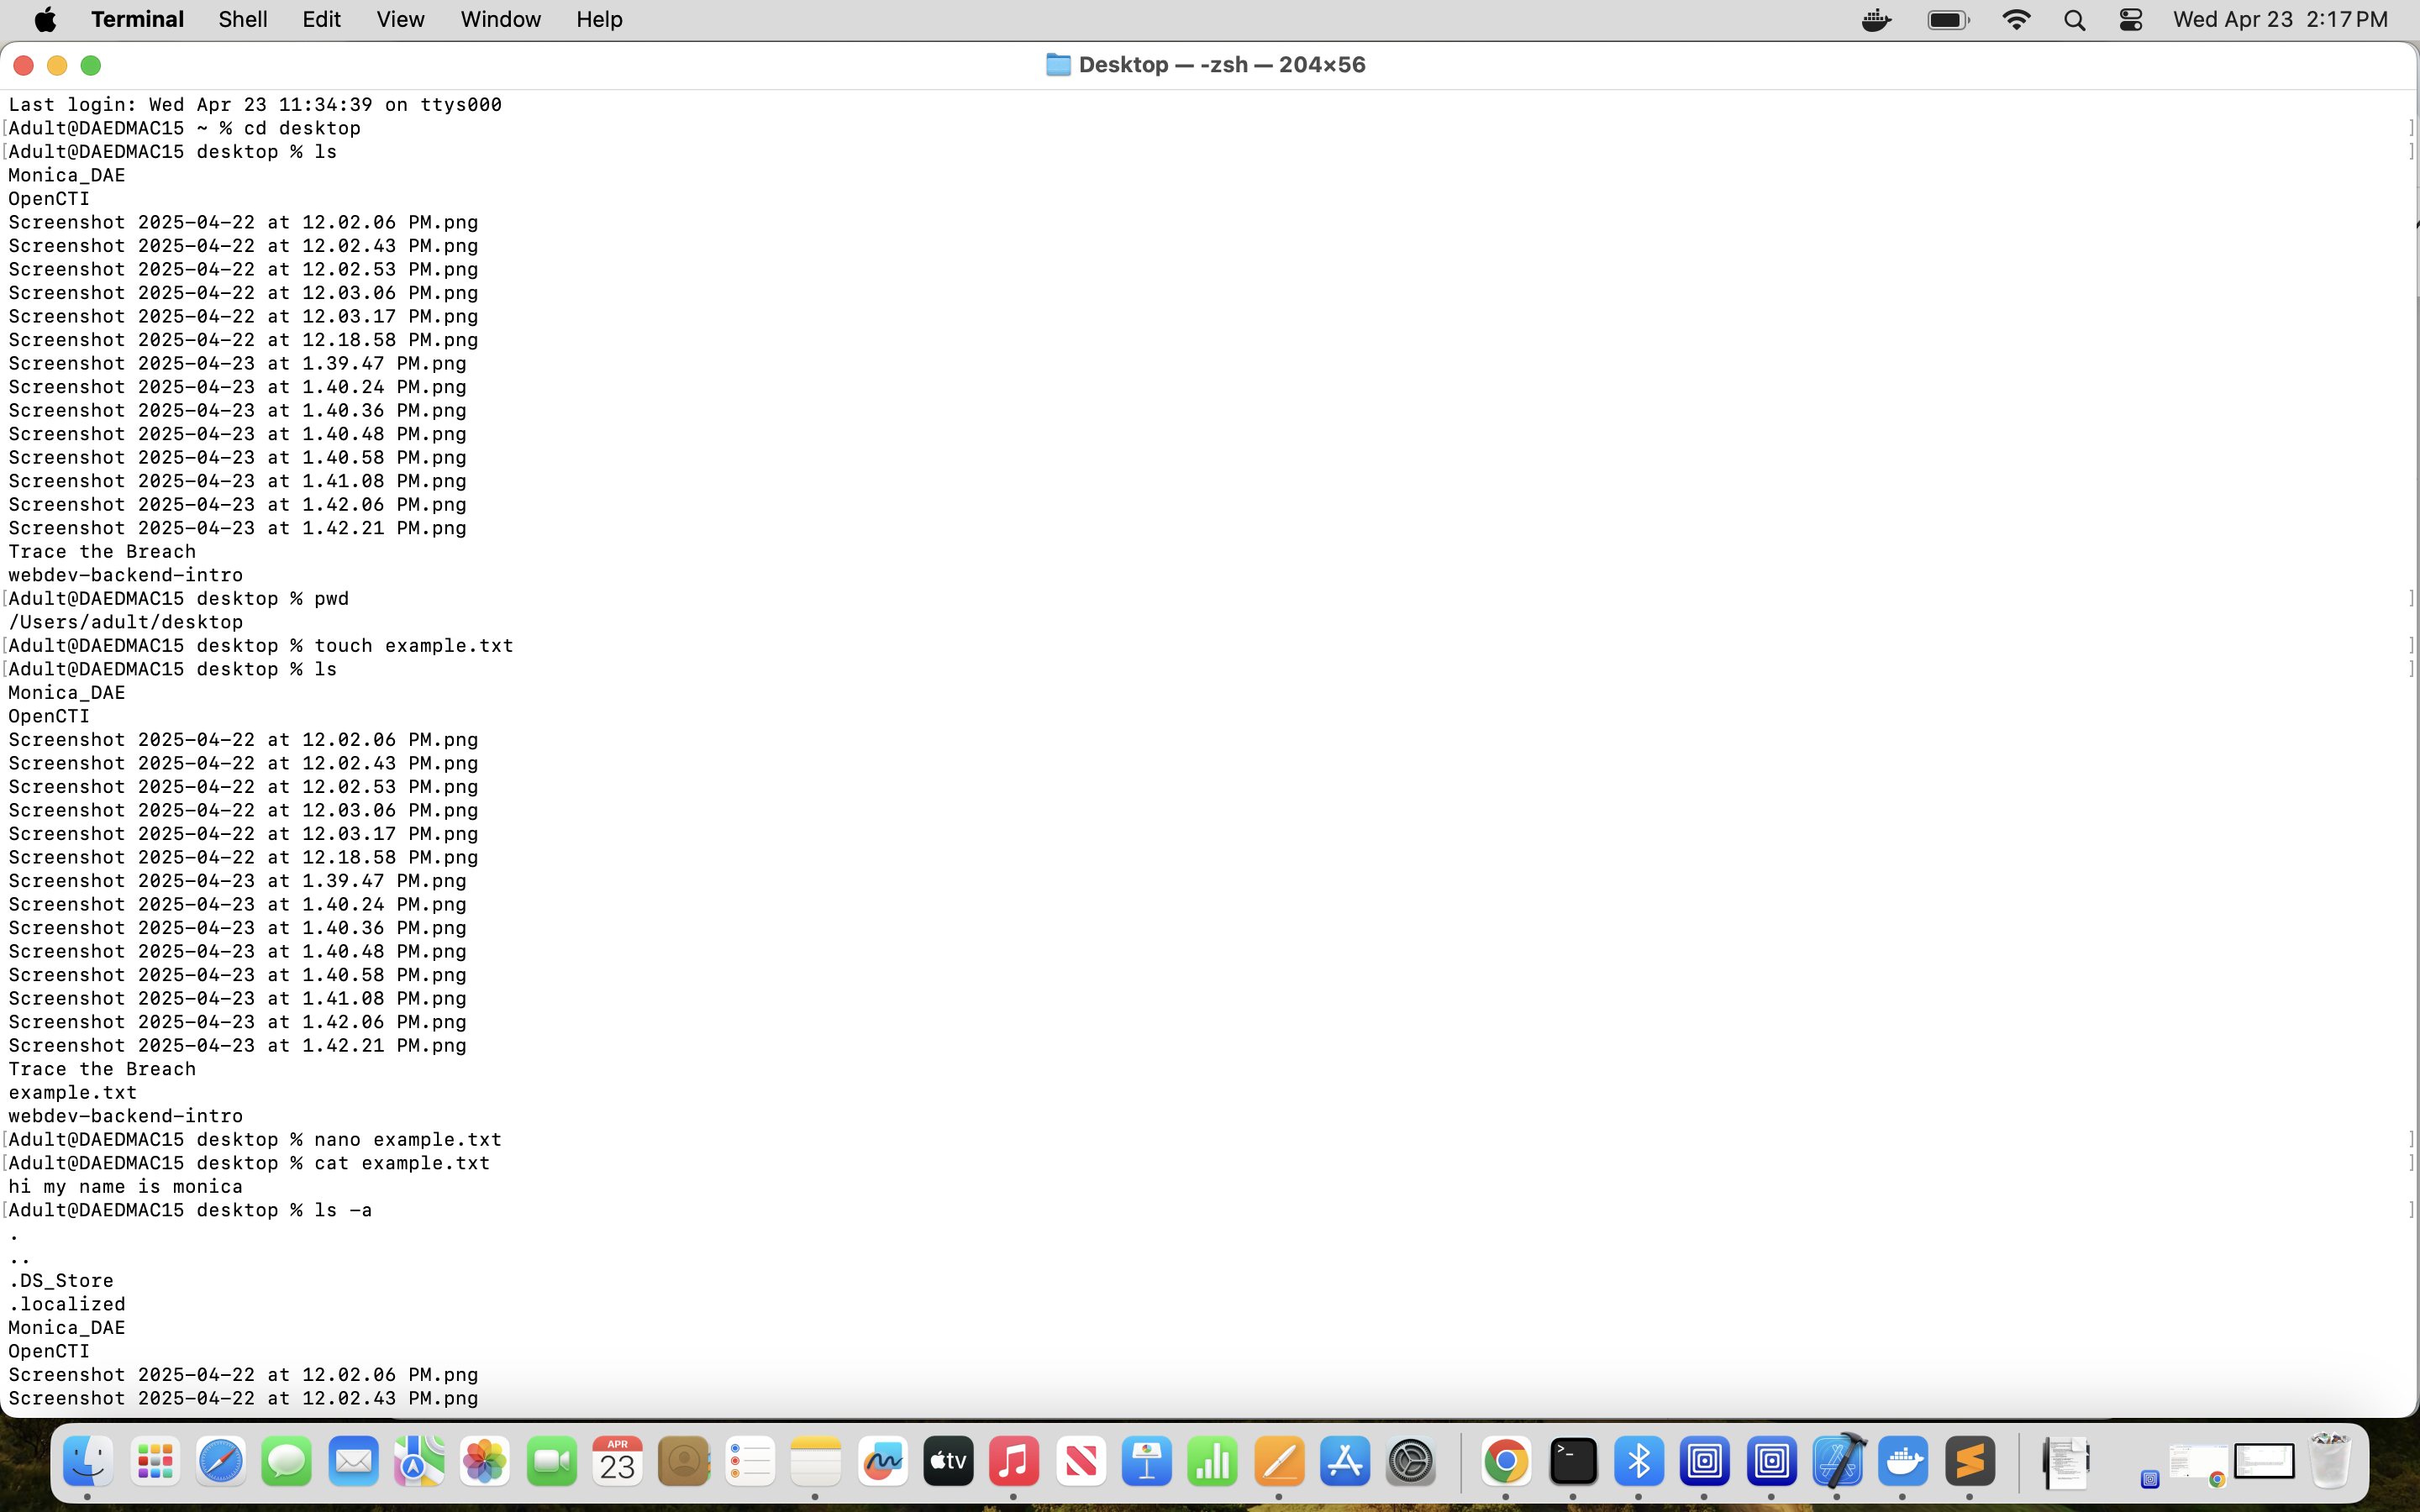 Terminal Shell Edit View Window Help Wed Apr 23 2:17 PM
Desktop — -zsh — 204×56
Last login: Wed Apr 23 11:34:39 on ttys000
[Adult@DAEDMAC15 ~ % cd desktop ]
[Adult@DAEDMAC15 desktop % ls ]
Monica_DAE
OpenCTI
Screenshot 2025-04-22 at 12.02.06 PM.png
Screenshot 2025-04-22 at 12.02.43 PM.png
Screenshot 2025-04-22 at 12.02.53 PM.png
Screenshot 2025-04-22 at 12.03.06 PM.png
Screenshot 2025-04-22 at 12.03.17 PM.png
Screenshot 2025-04-22 at 12.18.58 PM.png
Screenshot 2025-04-23 at 1.39.47 PM.png
Screenshot 2025-04-23 at 1.40.24 PM.png
Screenshot 2025-04-23 at 1.40.36 PM.png
Screenshot 2025-04-23 at 1.40.48 PM.png
Screenshot 2025-04-23 at 1.40.58 PM.png
Screenshot 2025-04-23 at 1.41.08 PM.png
Screenshot 2025-04-23 at 1.42.06 PM.png
Screenshot 2025-04-23 at 1.42.21 PM.png
Trace the Breach
webdev-backend-intro
[Adult@DAEDMAC15 desktop % pwd ]
/Users/adult/desktop
[Adult@DAEDMAC15 desktop % touch example.txt ]
[Adult@DAEDMAC15 desktop % ls ]
Monica_DAE
OpenCTI
Screenshot 2025-04-22 at 12.02.06 PM.png
Screenshot 2025-04-22 at 12.02.43 PM.png
Screenshot 2025-04-22 at 12.02.53 PM.png
Screenshot 2025-04-22 at 12.03.06 PM.png
Screenshot 2025-04-22 at 12.03.17 PM.png
Screenshot 2025-04-22 at 12.18.58 PM.png
Screenshot 2025-04-23 at 1.39.47 PM.png
Screenshot 2025-04-23 at 1.40.24 PM.png
Screenshot 2025-04-23 at 1.40.36 PM.png
Screenshot 2025-04-23 at 1.40.48 PM.png
Screenshot 2025-04-23 at 1.40.58 PM.png
Screenshot 2025-04-23 at 1.41.08 PM.png
Screenshot 2025-04-23 at 1.42.06 PM.png
Screenshot 2025-04-23 at 1.42.21 PM.png
Trace the Breach
example.txt
webdev-backend-intro
[Adult@DAEDMAC15 desktop % nano example.txt ]
[Adult@DAEDMAC15 desktop % cat example.txt ]
hi my name is monica
[Adult@DAEDMAC15 desktop % ls -a ]
.
..
.DS_Store
.localized
Monica_DAE
OpenCTI
Screenshot 2025-04-22 at 12.02.06 PM.png
Screenshot 2025-04-22 at 12.02.43 PM.png
APR
23
tv
>_